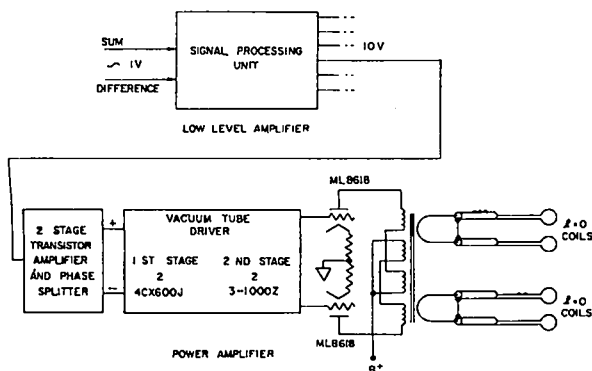 SUM
~ 1V
DIFFERENCE
SIGNAL PROCESSING
UNIT
10V
LOW LEVEL AMPLIFIER
2 STAGE
TRANSISTOR
AMPLIFIER
AND PHASE
SPLITTER
+
−
VACUUM TUBE
DRIVER
1 ST STAGE
2
4CX600J
2 ND STAGE
2
3-1000Z
ML8618
ML8618
B+
ℓ=0
COILS
ℓ=0
COILS
POWER AMPLIFIER